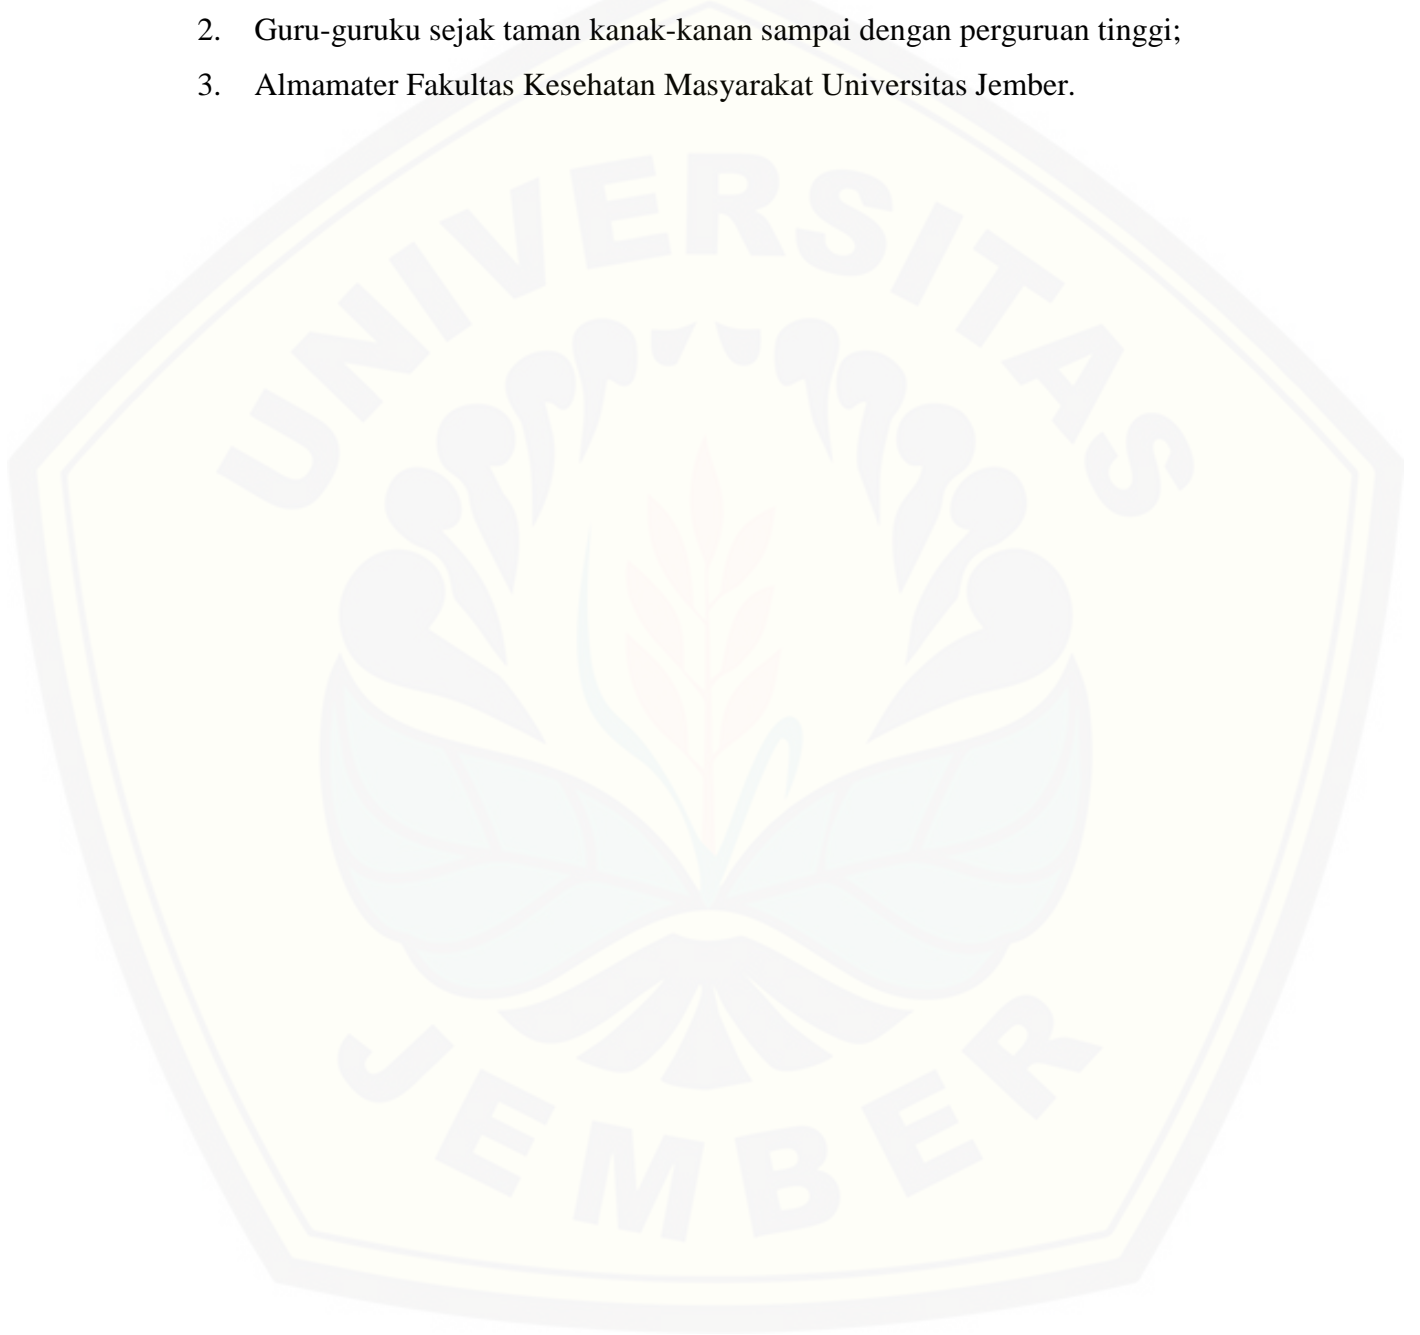 2. Guru-guruku sejak taman kanak-kanan sampai dengan perguruan tinggi;
3. Almamater Fakultas Kesehatan Masyarakat Universitas Jember.
UNIVERSITAS
JEMBER